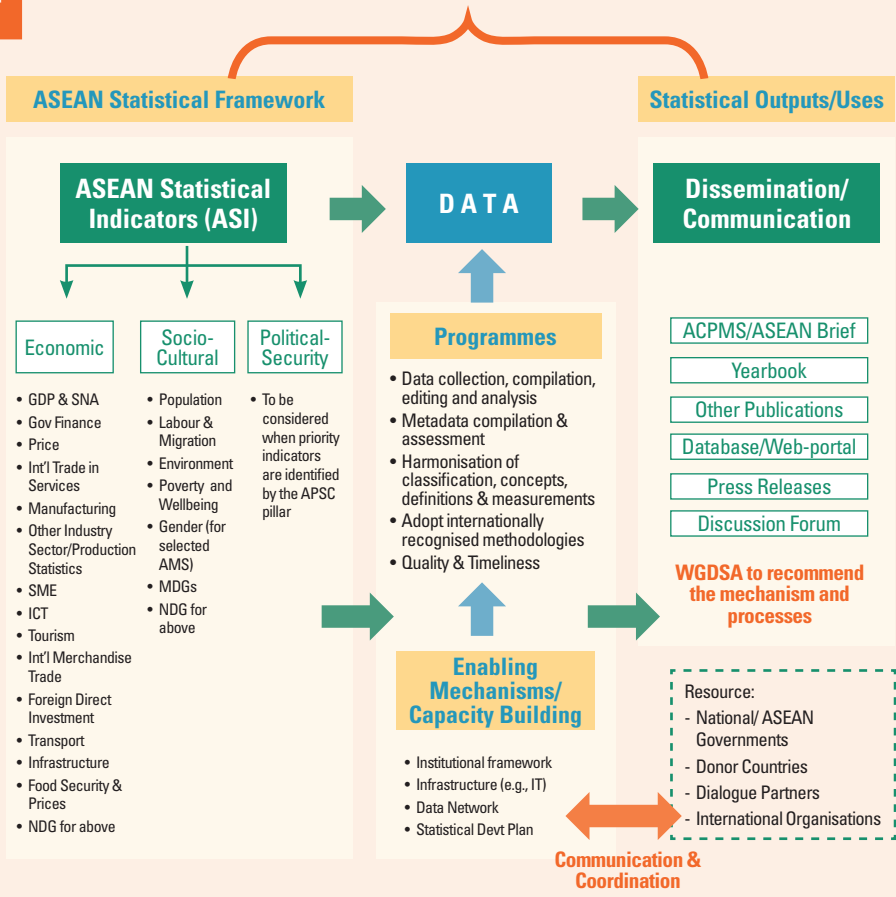 ASEAN Statistical Framework
Statistical Outputs/Uses
ASEAN Statistical
Indicators (ASI)
D A T A
Dissemination/
Communication
Economic
Socio-
Cultural
Political-
Security
• GDP & SNA
• Gov Finance
• Price
• Int'l Trade in
Services
• Manufacturing
• Other Industry
Sector/Production
Statistics
• SME
• ICT
• Tourism
• Int'l Merchandise
Trade
• Foreign Direct
Investment
• Transport
• Infrastructure
• Food Security &
Prices
• NDG for above
• Population
• Labour &
Migration
• Environment
• Poverty and
Wellbeing
• Gender (for
selected
AMS)
• MDGs
• NDG for
above
• To be
considered
when priority
indicators
are identified
by the APSC
pillar
Programmes
• Data collection, compilation,
editing and analysis
• Metadata compilation &
assessment
• Harmonisation of
classification, concepts,
definitions & measurements
• Adopt internationally
recognised methodologies
• Quality & Timeliness
Enabling
Mechanisms/
Capacity Building
• Institutional framework
• Infrastructure (e.g., IT)
• Data Network
• Statistical Devt Plan
ACPMS/ASEAN Brief
Yearbook
Other Publications
Database/Web-portal
Press Releases
Discussion Forum
WGDSA to recommend
the mechanism and
processes
Resource:
- National/ ASEAN
Governments
- Donor Countries
- Dialogue Partners
- International Organisations
Communication &
Coordination